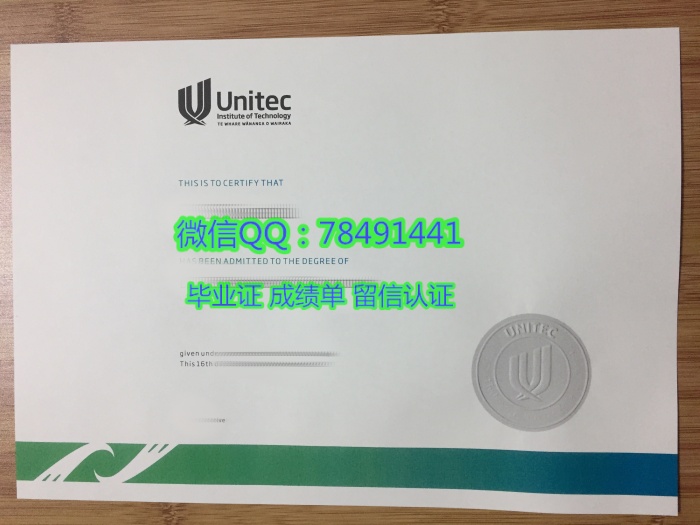 Unitec
Institute of Technology
TE WHARE WĀNANGA O WAIRAKA
THIS IS TO CERTIFY THAT
微信QQ：78491441
HAS BEEN ADMITTED TO THE DEGREE OF
毕业证 成绩单 留信认证
UNITEC
given
This 16th